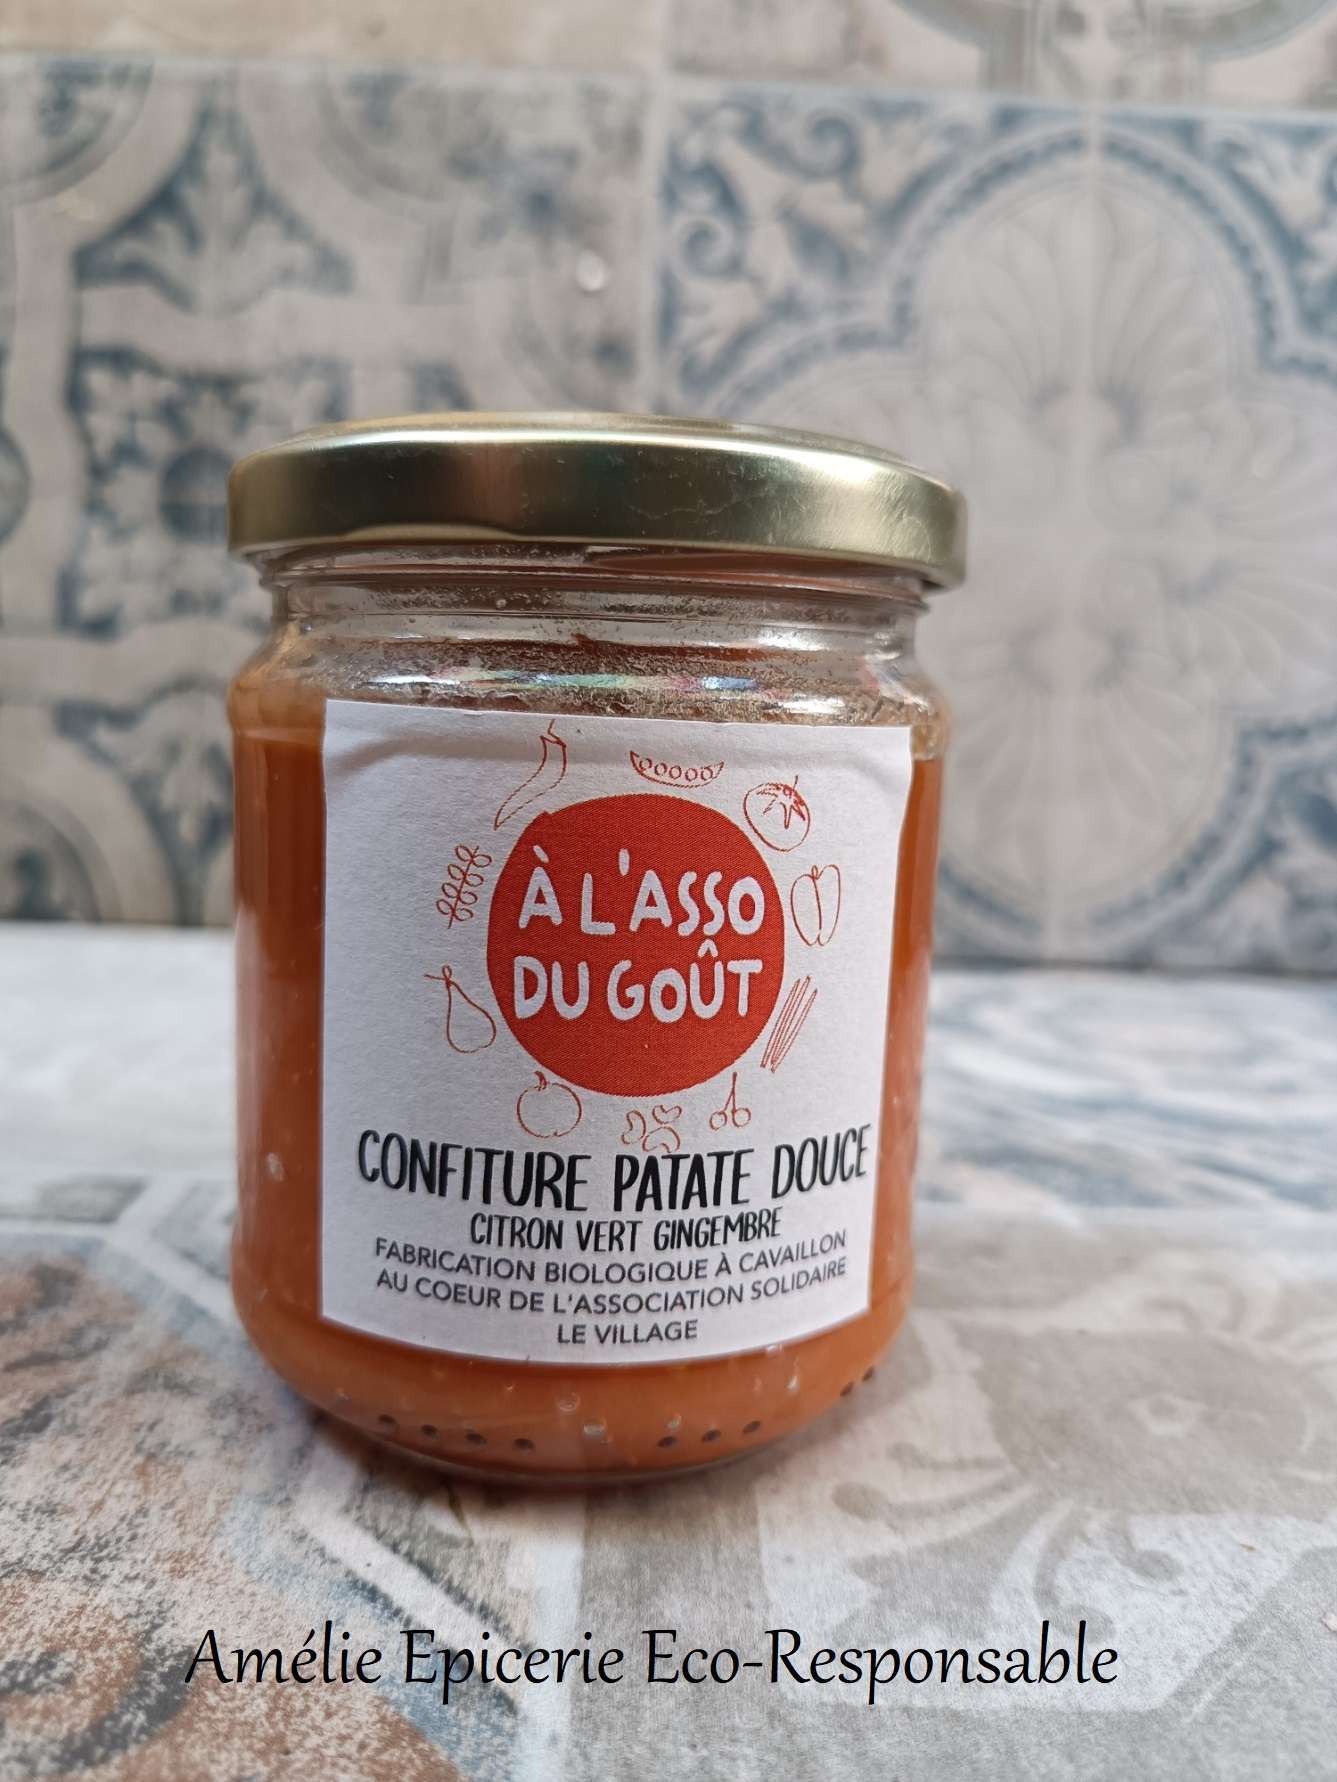 À L'ASSO
DU GOÛT
CONFITURE PATATE DOUCE
CITRON VERT GINGEMBRE
FABRICATION BIOLOGIQUE À CAVAILLON
AU COEUR DE L'ASSOCIATION SOLIDAIRE
LE VILLAGE
Amélie Epicerie Eco-Responsable